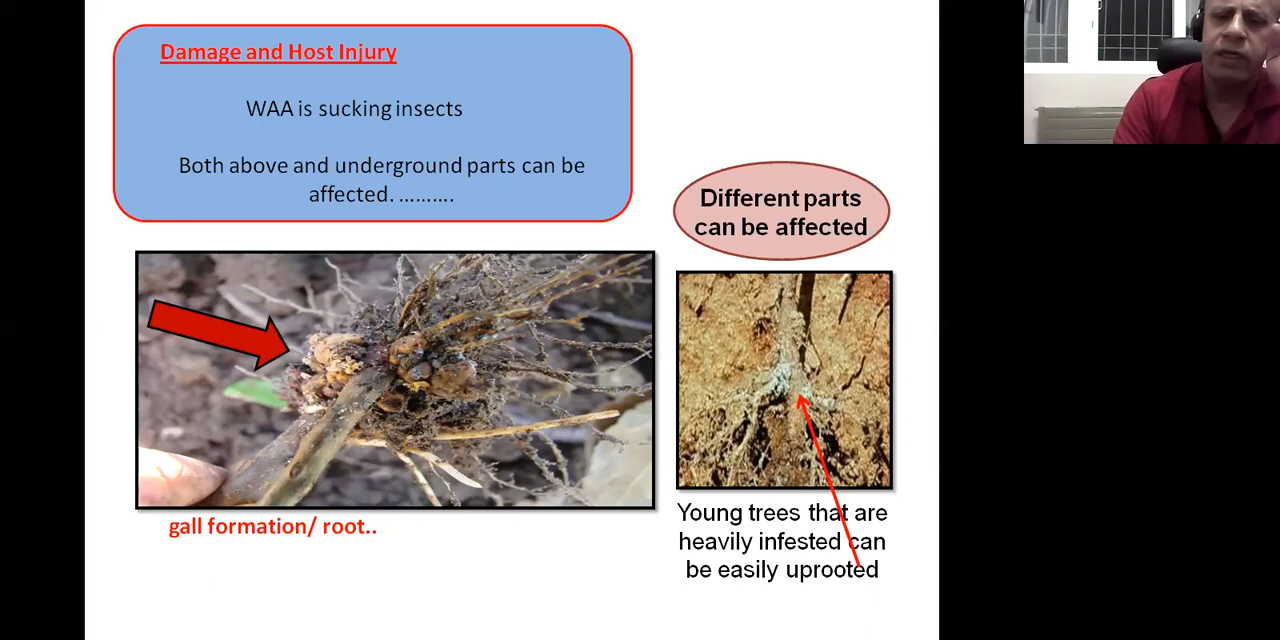 Damage and Host Injury
WAA is sucking insects
Both above and underground parts can be
affected. ……….
Different parts
can be affected
gall formation/ root..
Young trees that are
heavily infested can
be easily uprooted